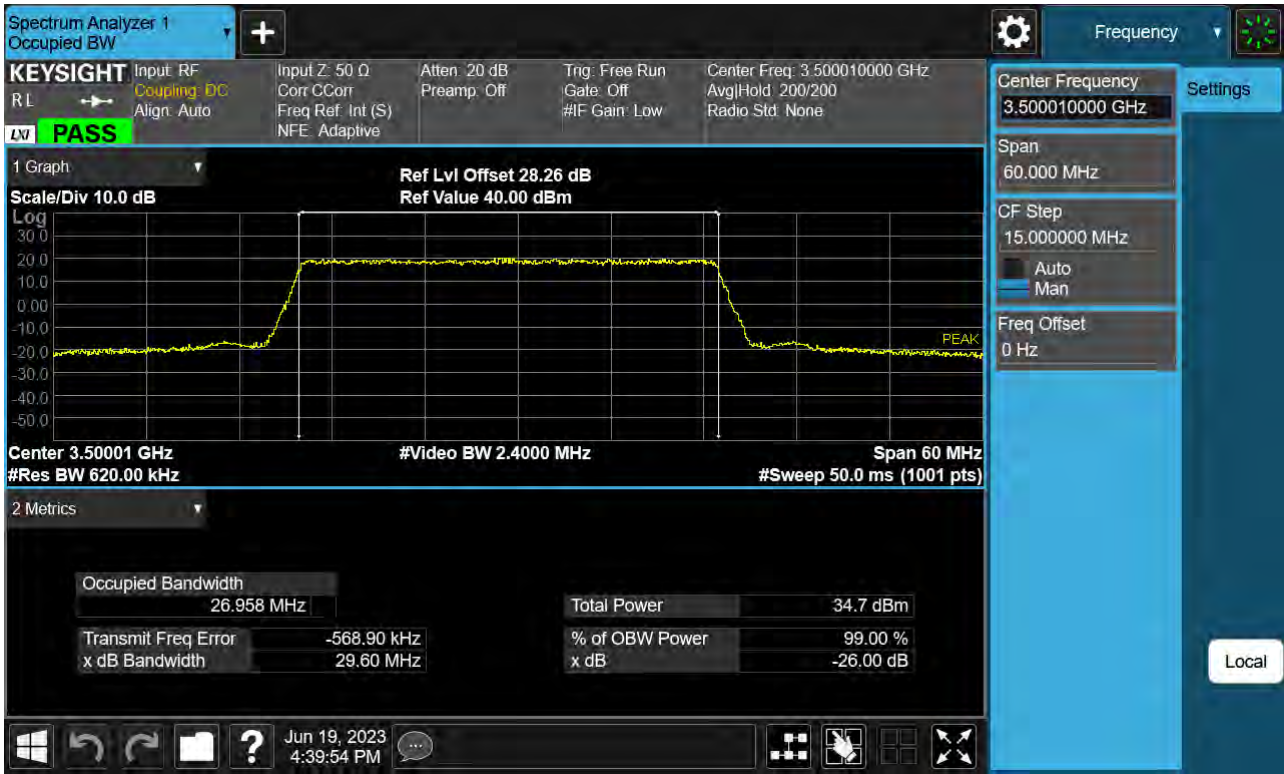 Spectrum Analyzer 1
Occupied BW
+
Frequency
KEYSIGHT
RL
LXI PASS
Input: RF
Coupling: DC
Align: Auto
Input Z: 50 Ω
Corr CCorr
Freq Ref: Int (S)
NFE: Adaptive
Atten: 20 dB
Preamp: Off
Trig: Free Run
Gate: Off
#IF Gain: Low
Center Freq: 3.500010000 GHz
Avg|Hold: 200/200
Radio Std: None
Center Frequency
3.500010000 GHz
Settings
Span
60.000 MHz
CF Step
15.000000 MHz
Auto
Man
Freq Offset
0 Hz
1 Graph
Ref Lvl Offset 28.26 dB
Scale/Div 10.0 dB
Ref Value 40.00 dBm
Log
30.0
20.0
10.0
0.00
-10.0
PEAK
-20.0
-30.0
-40.0
-50.0
Center 3.50001 GHz
#Video BW 2.4000 MHz
Span 60 MHz
#Res BW 620.00 kHz
#Sweep 50.0 ms (1001 pts)
2 Metrics
Occupied Bandwidth
26.958 MHz
Total Power 34.7 dBm
Transmit Freq Error -568.90 kHz
% of OBW Power 99.00 %
x dB Bandwidth 29.60 MHz
x dB -26.00 dB
Local
?
Jun 19, 2023
4:39:54 PM